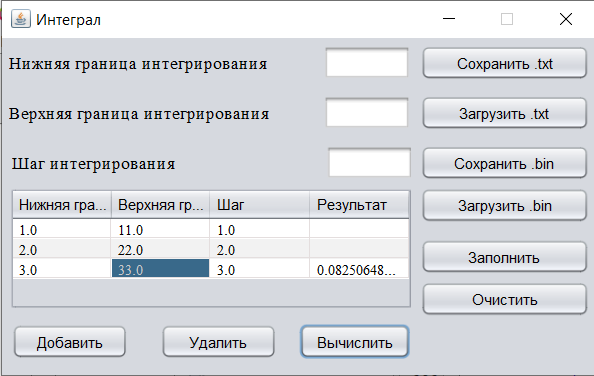 Интеграл
Нижняя граница интегрирования
Сохранить .txt
Верхняя граница интегрирования
Загрузить .txt
Шаг интегрирования
Сохранить .bin
Нижняя гра... Верхняя гр... Шаг Результат
Загрузить .bin
1.0 11.0 1.0
2.0 22.0 2.0
3.0 33.0 3.0 0.08250648...
Заполнить
Очистить
Добавить Удалить Вычислить